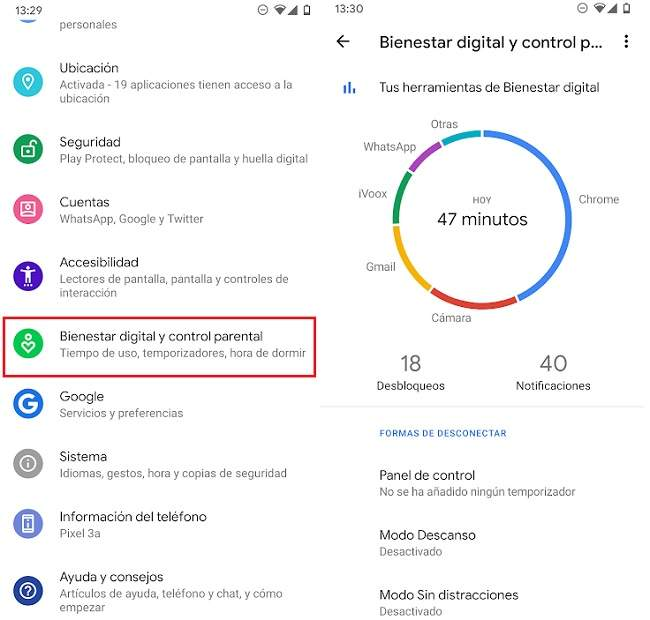 13:29
personales
Ubicación
Activada - 19 aplicaciones tienen acceso a la
ubicación
Seguridad
Play Protect, bloqueo de pantalla y huella digital
Cuentas
WhatsApp, Google y Twitter
Accesibilidad
Lectores de pantalla, pantalla y controles de
interacción
Bienestar digital y control parental
Tiempo de uso, temporizadores, hora de dormir
Google
Servicios y preferencias
Sistema
Idiomas, gestos, hora y copias de seguridad
Información del teléfono
Pixel 3a
Ayuda y consejos
Artículos de ayuda, teléfono y chat, y cómo
empezar
13:30
Bienestar digital y control p...
Tus herramientas de Bienestar digital
Otras
WhatsApp
iVoox
Gmail
Cámara
Chrome
HOY
47 minutos
18
Desbloqueos
40
Notificaciones
FORMAS DE DESCONECTAR
Panel de control
No se ha añadido ningún temporizador
Modo Descanso
Desactivado
Modo Sin distracciones
Desactivado